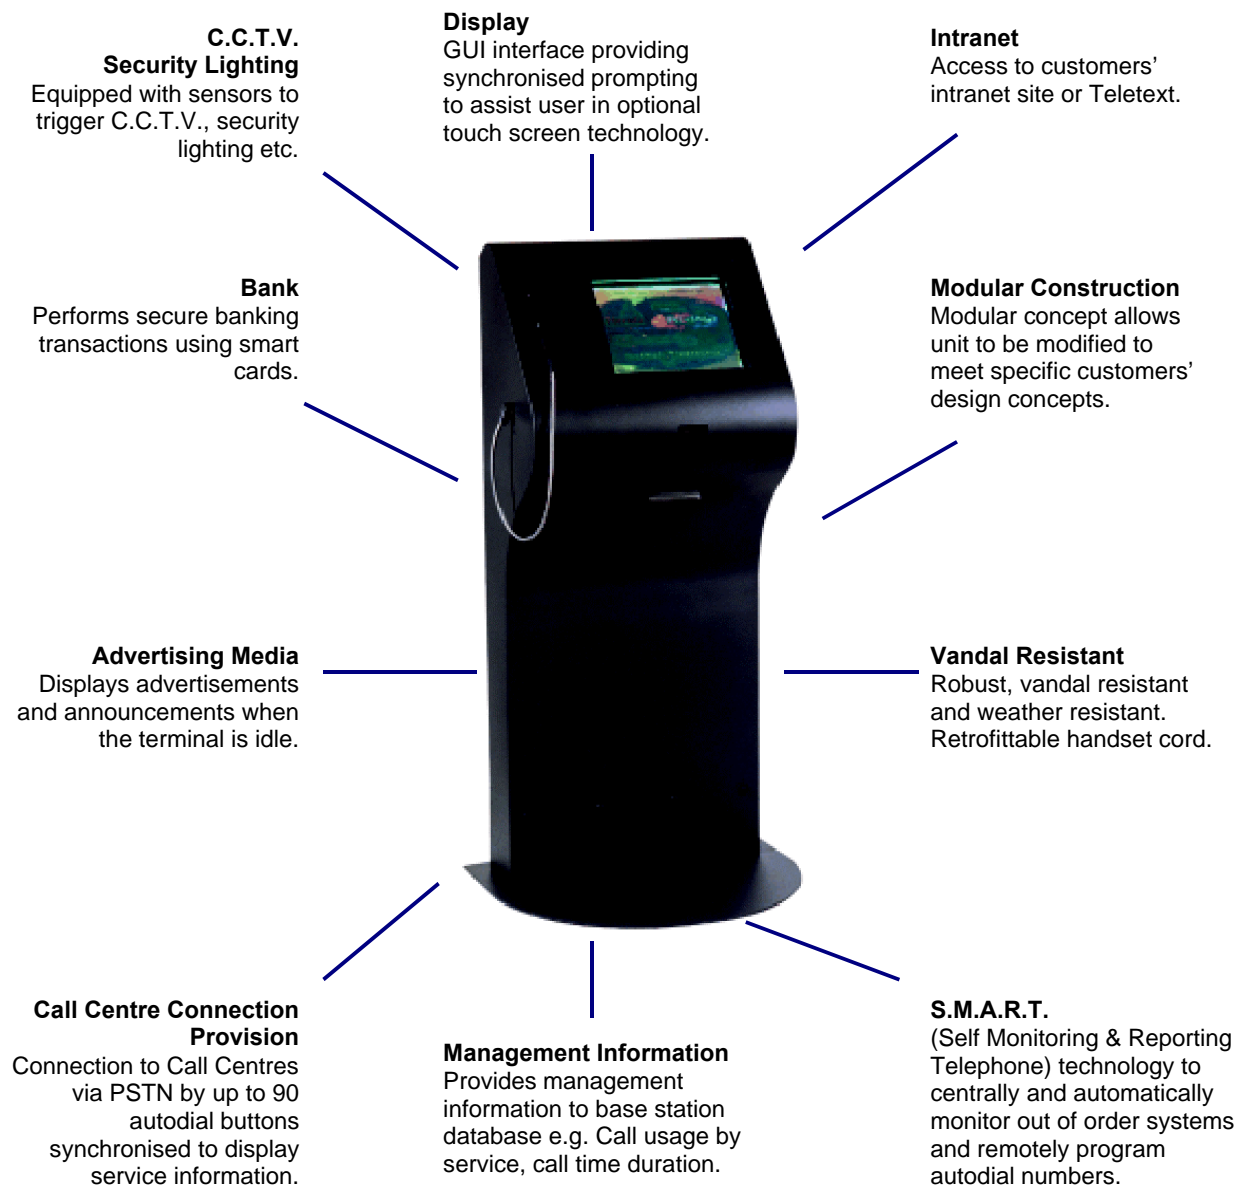 C.C.T.V.
Security Lighting
Equipped with sensors to
trigger C.C.T.V., security
lighting etc.
Display
GUI interface providing
synchronised prompting
to assist user in optional
touch screen technology.
Intranet
Access to customers’
intranet site or Teletext.
Bank
Performs secure banking
transactions using smart
cards.
Modular Construction
Modular concept allows
unit to be modified to
meet specific customers’
design concepts.
Advertising Media
Displays advertisements
and announcements when
the terminal is idle.
Vandal Resistant
Robust, vandal resistant
and weather resistant.
Retrofittable handset cord.
Call Centre Connection
Provision
Connection to Call Centres
via PSTN by up to 90
autodial buttons
synchronised to display
service information.
Management Information
Provides management
information to base station
database e.g. Call usage by
service, call time duration.
S.M.A.R.T.
(Self Monitoring & Reporting
Telephone) technology to
centrally and automatically
monitor out of order systems
and remotely program
autodial numbers.